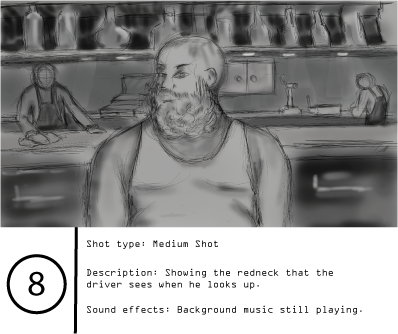 Shot type: Medium Shot
8
Description: Showing the redneck that the
driver sees when he looks up.
Sound effects: Background music still playing.